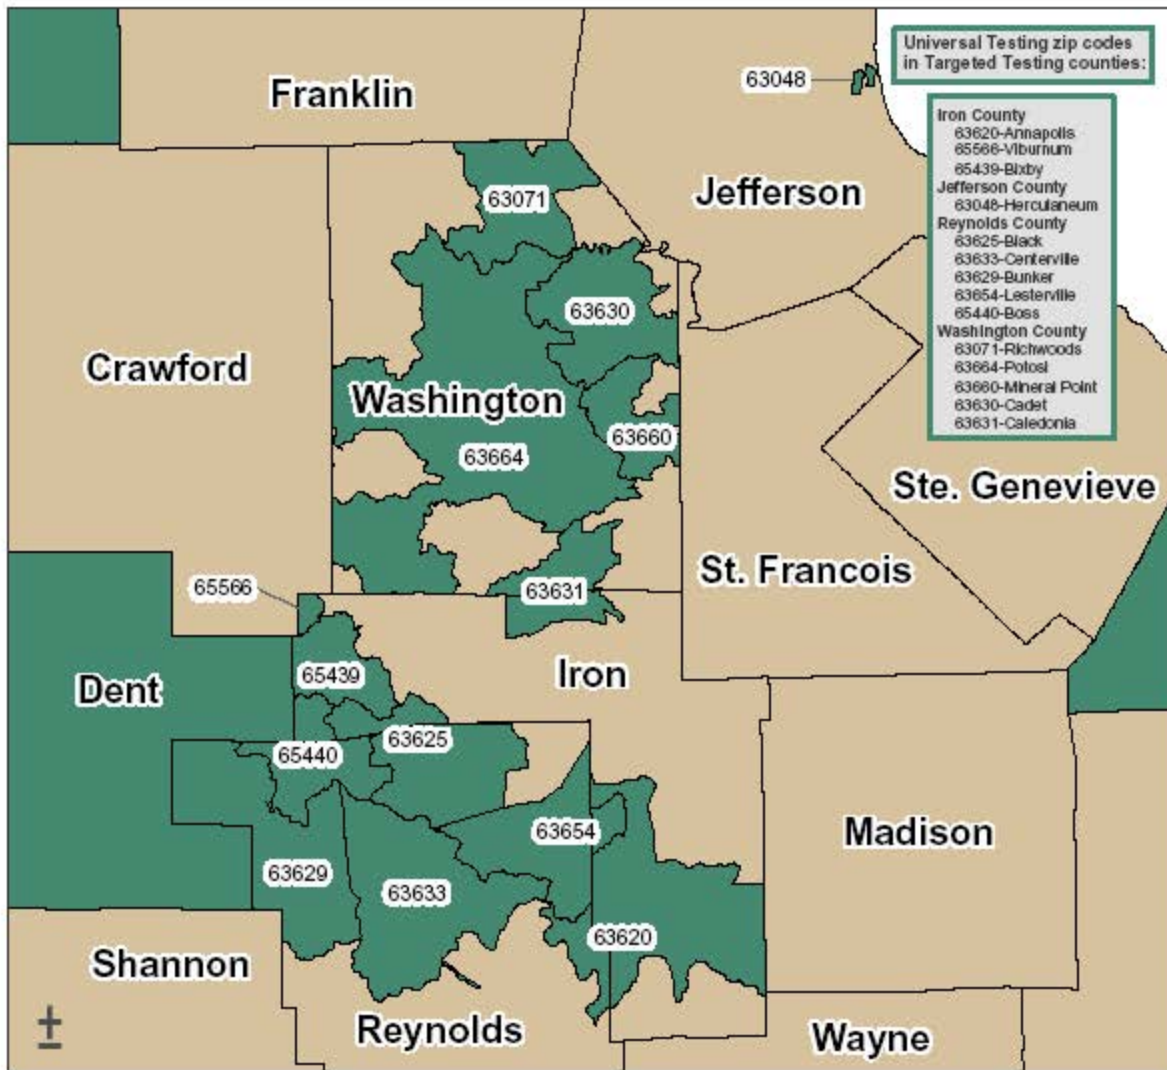 Universal Testing zip codes
in Targeted Testing counties:
63048
Franklin
Iron County
63620-Annapolis
65566-Viburnum
65439-Bixby
Jefferson County
63048-Herculaneum
Reynolds County
63625-Black
63633-Centerville
63629-Bunker
63654-Lesterville
65440-Boss
Washington County
63071-Richwoods
63664-Potosi
63660-Mineral Point
63630-Cadet
63631-Caledonia
Jefferson
63071
63630
Crawford
Washington
63660
63664
Ste. Genevieve
St. Francois
65566
63631
Iron
65439
Dent
63625
65440
63654
Madison
63629
63633
63620
Shannon
Reynolds
Wayne